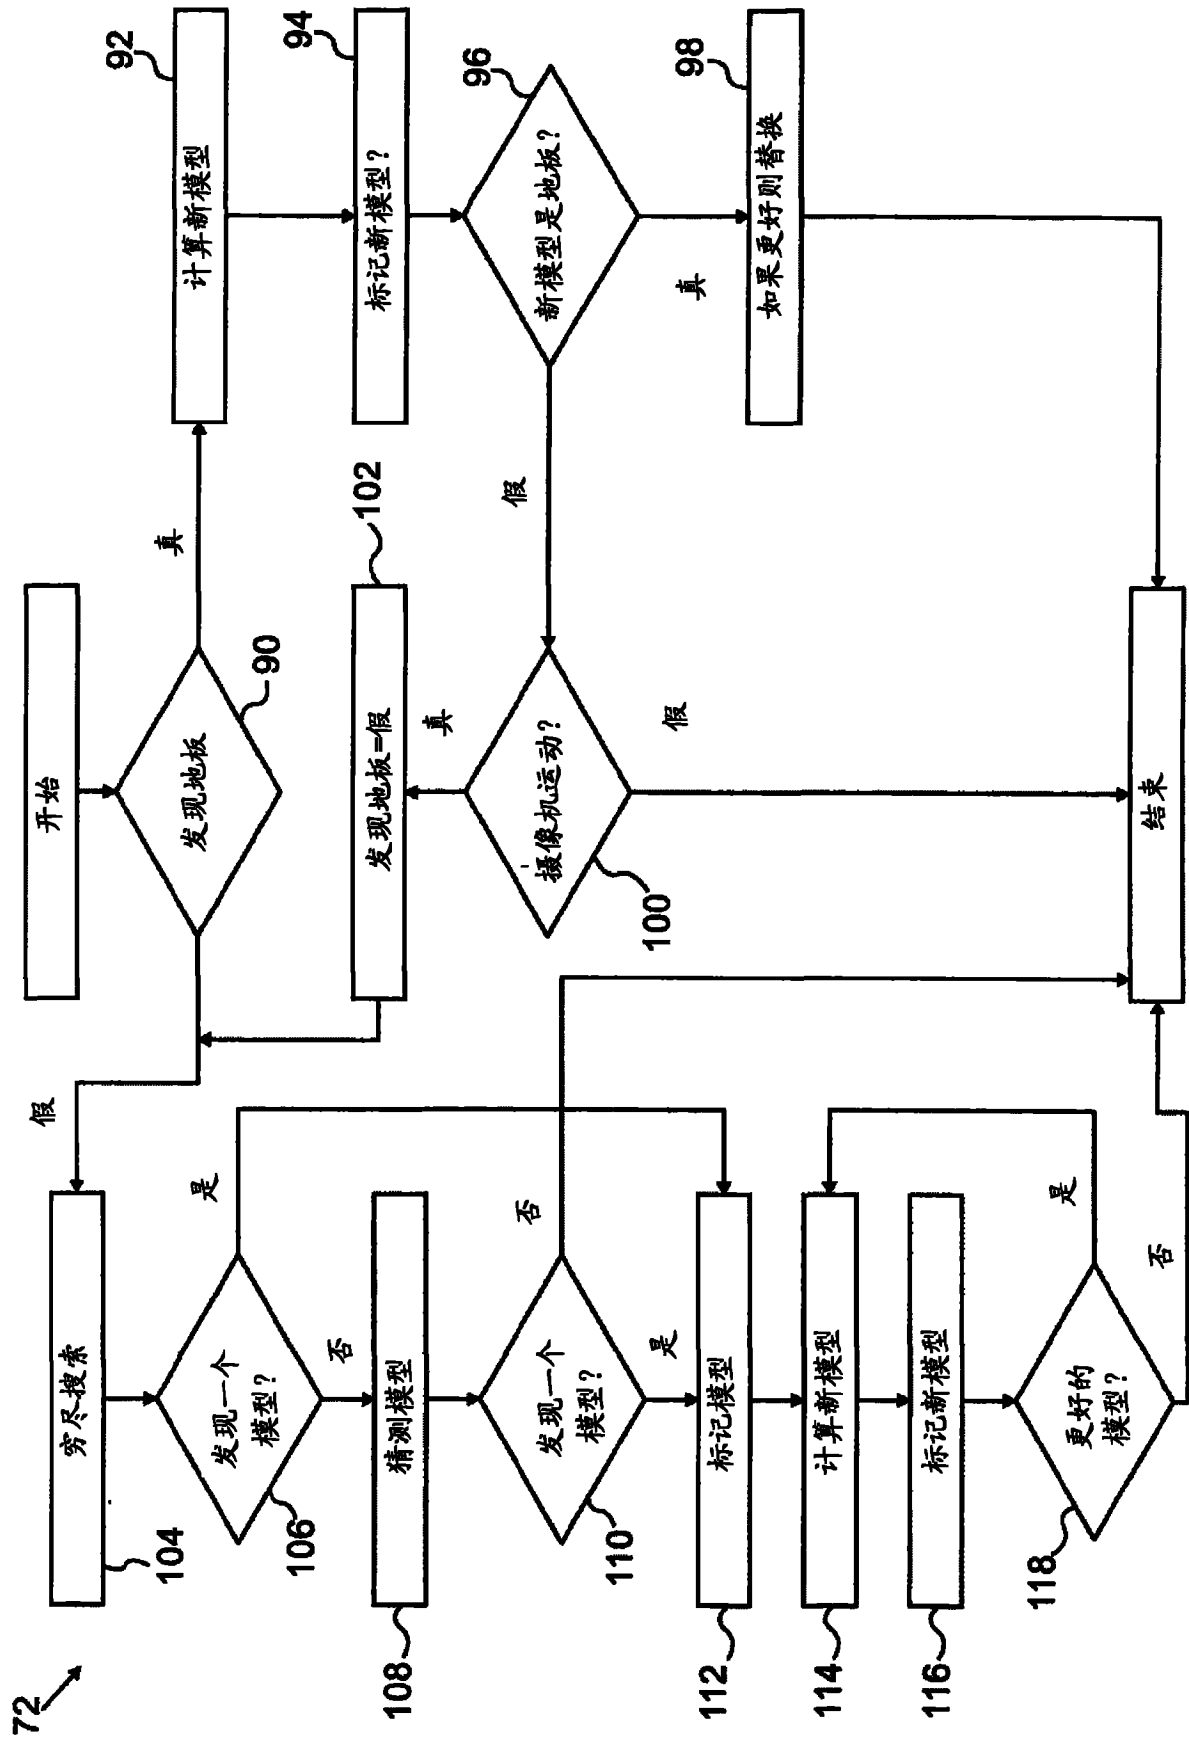 72
开始
发现地板
90
真
假
计算新模型
92
标记新模型？
94
新模型是地板？
96
真
假
如果更好则替换
98
摄像机运动？
100
真
假
发现地板=假
102
穷尽搜索
104
发现一个
模型？
106
是
否
猜测模型
108
发现一个
模型？
110
否
是
标记模型
112
计算新模型
114
标记新模型
116
更好的
模型？
118
是
否
结束